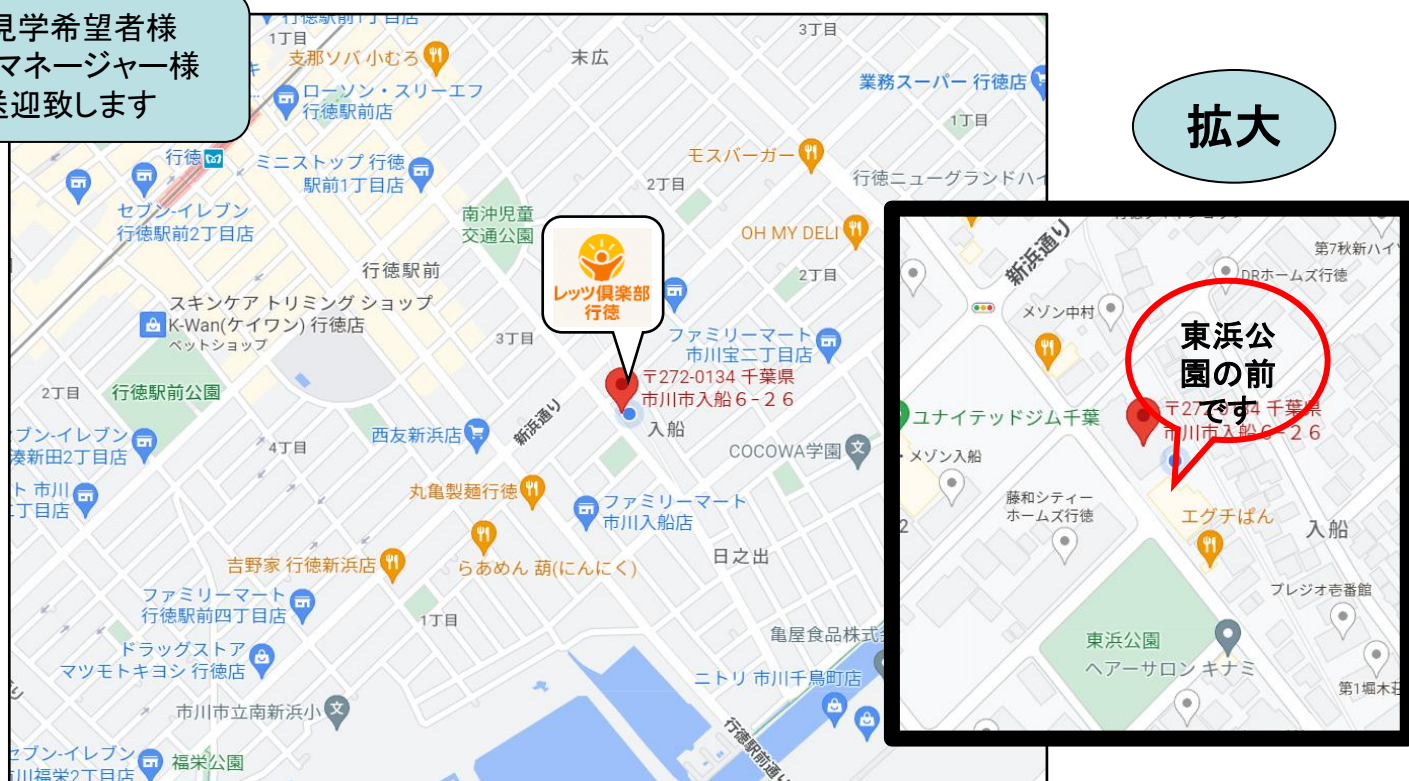 見学希望者様
マネージャー様
送迎致します
行徳駅前1丁目店
1丁目
支那ソバ 小むろ
末広
3丁目
業務スーパー 行徳店
ローソン・スリーエフ
行徳駅前店
1丁目
行徳
ミニストップ 行徳
駅前1丁目店
モスバーガー
2丁目
行徳ニューグランドハイ
セブン-イレブン
行徳駅前2丁目店
南沖児童
交通公園
OH MY DELI
行徳駅前
レッツ倶楽部
行徳
2丁目
スキンケア トリミング ショップ
K-Wan(ケイワン) 行徳店
ペットショップ
3丁目
ファミリーマート
市川宝二丁目店
〒272-0134 千葉県
市川市入船6-26
2丁目
行徳駅前公園
新浜通り
入船
西友新浜店
ブン-イレブン
湊新田2丁目店
4丁目
COCOWA学園
ト 市川
丁目店
丸亀製麺行徳
ファミリーマート
市川入船店
吉野家 行徳新浜店
らあめん 葫(にんにく)
日之出
ファミリーマート
行徳駅前四丁目店
1丁目
亀屋食品株式
ドラッグストア
マツモトキヨシ 行徳店
ニトリ 市川千鳥町店
市川市立南新浜小
行徳駅前通り
セブン-イレブン
市川福栄2丁目店
福栄公園
拡大
新浜通り
第7秋新ハイツ
DRホームズ行徳
メゾン中村
東浜公
園の前
です
ユナイテッドジム千葉
〒272-0134 千葉県
市川市入船6-26
・メゾン入船
藤和シティー
ホームズ行徳
エグチぱん
入船
2
プレジオ壱番館
東浜公園
ヘアーサロン キナミ
第1堀木荘